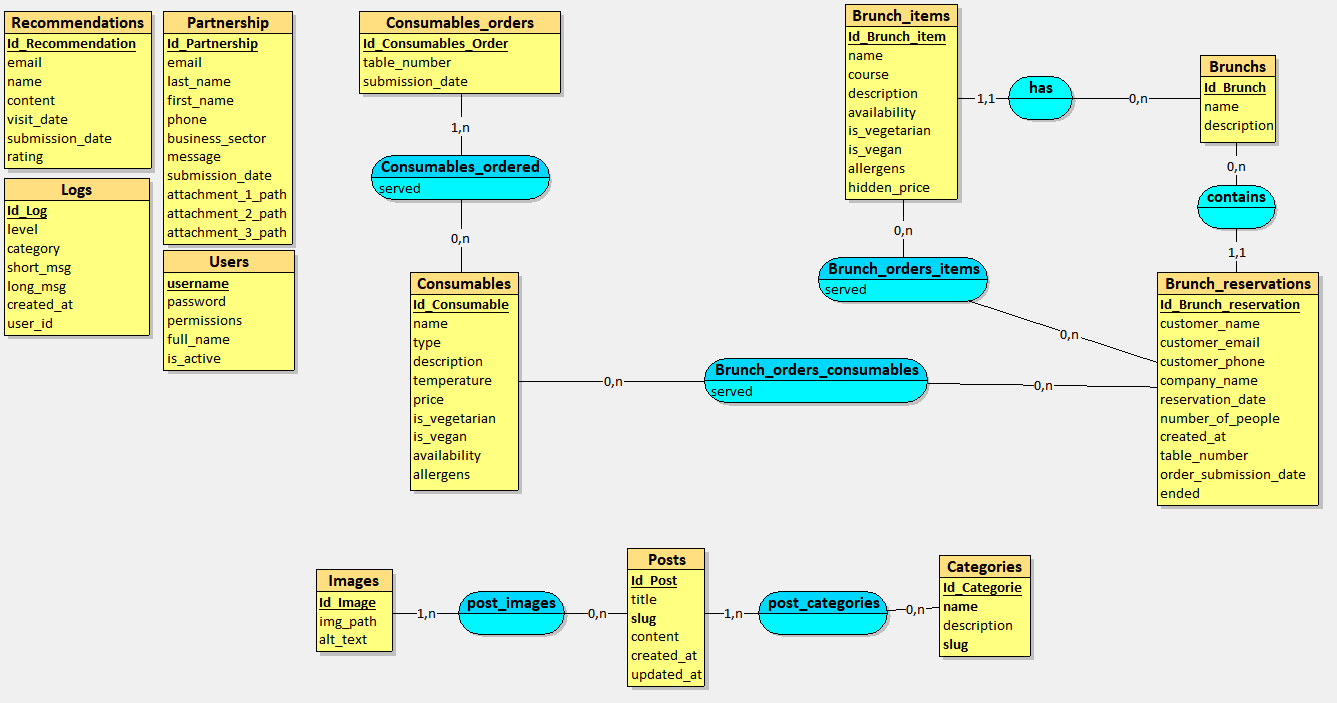 Recommendations
Id_Recommendation
email
name
content
visit_date
submission_date
rating
Partnership
Id_Partnership
email
last_name
first_name
phone
business_sector
message
submission_date
attachment_1_path
attachment_2_path
attachment_3_path
Logs
Id_Log
level
category
short_msg
long_msg
created_at
user_id
Users
username
password
permissions
full_name
is_active
Consumables_orders
Id_Consumables_Order
table_number
submission_date
1,n
Consumables_ordered
served
0,n
Consumables
Id_Consumable
name
type
description
temperature
price
is_vegetarian
is_vegan
availability
allergens
0,n
Brunch_orders_consumables
served
0,n
Brunch_items
Id_Brunch_item
name
course
description
availability
is_vegetarian
is_vegan
allergens
hidden_price
1,1
has
0,n
Brunchs
Id_Brunch
name
description
0,n
contains
1,1
0,n
Brunch_orders_items
served
0,n
Brunch_reservations
Id_Brunch_reservation
customer_name
customer_email
customer_phone
company_name
reservation_date
number_of_people
created_at
table_number
order_submission_date
ended
Images
Id_Image
img_path
alt_text
1,n
post_images
0,n
Posts
Id_Post
title
slug
content
created_at
updated_at
1,n
post_categories
0,n
Categories
Id_Categorie
name
description
slug